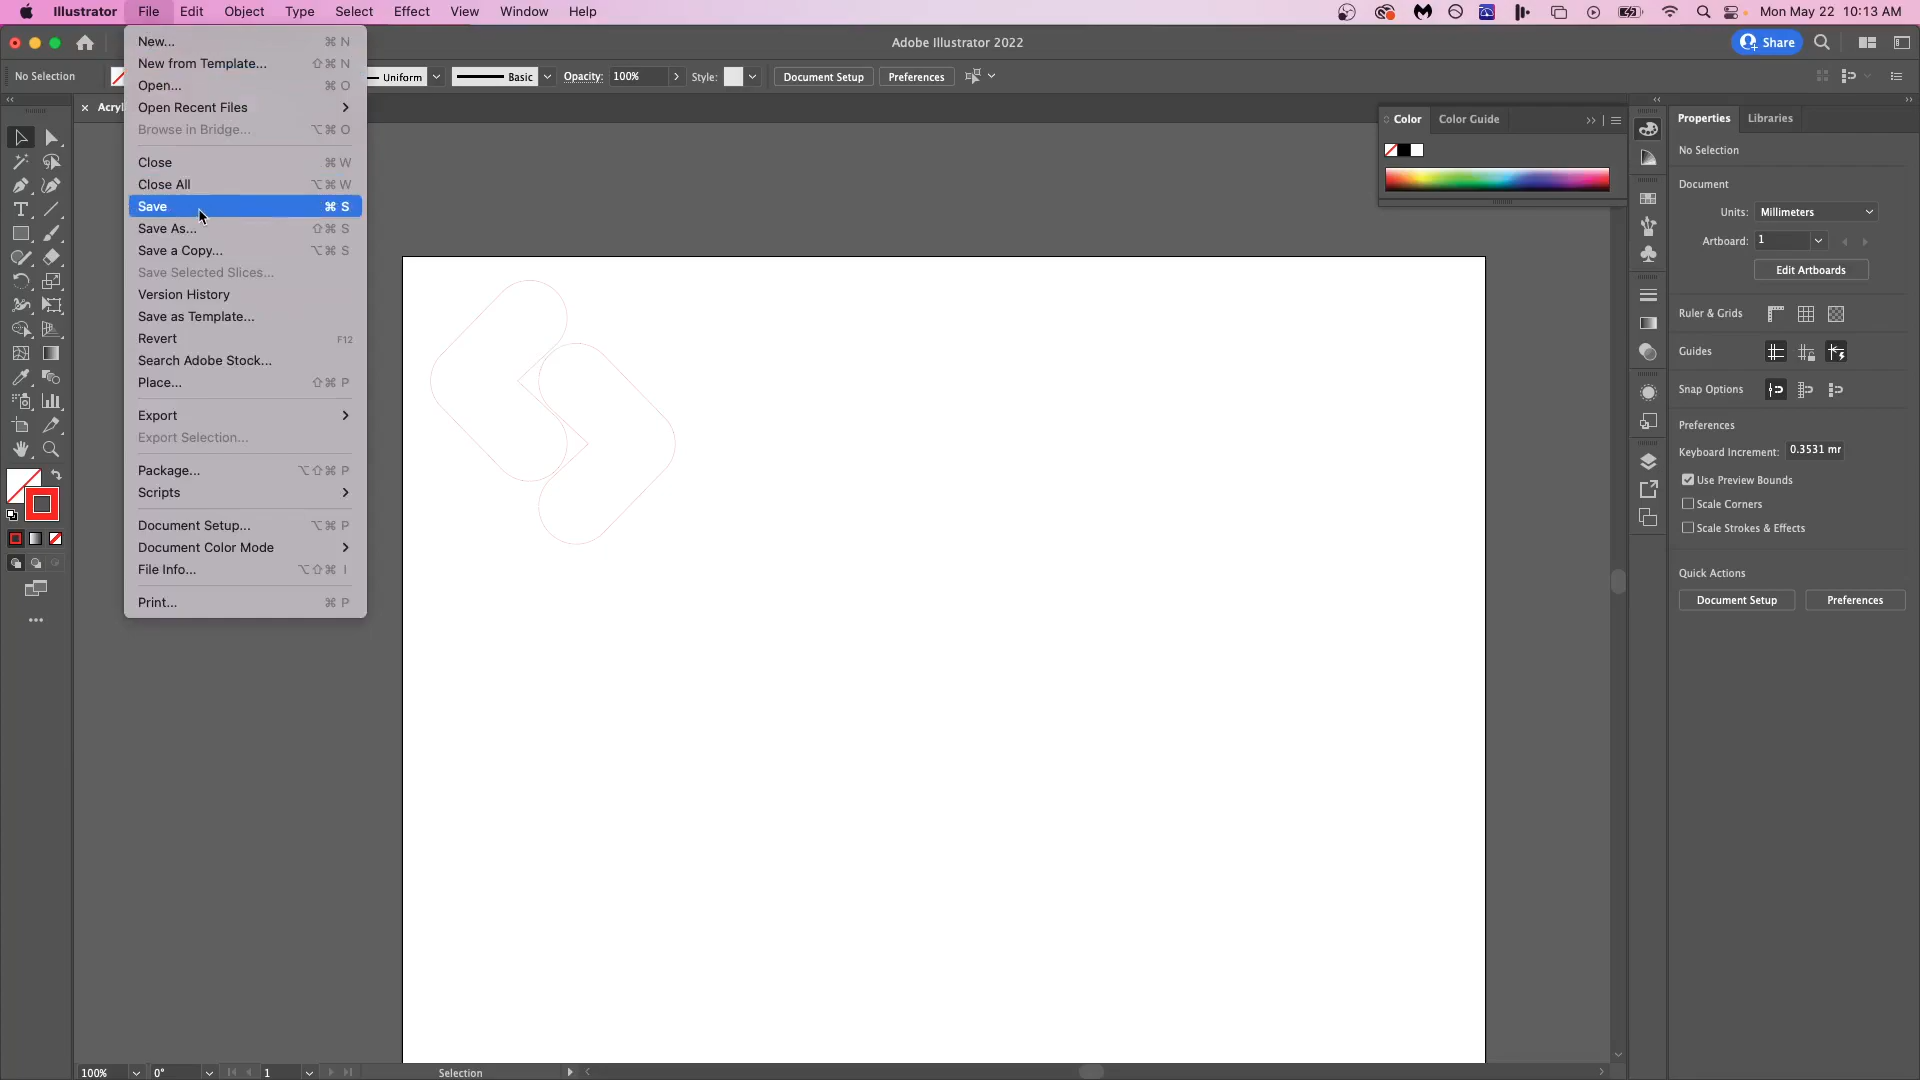 Illustrator File Edit Object Type Select Effect View Window Help
Mon May 22 10:13 AM
Adobe Illustrator 2022
Share
No Selection
Uniform
Basic
Opacity: 100%
Style:
Document Setup
Preferences
New... ⌘ N
New from Template... ⇧⌘ N
Open... ⌘ O
Open Recent Files
Browse in Bridge... ⌥⌘ O
Close ⌘ W
Close All ⌥⌘ W
Save ⌘ S
Save As... ⇧⌘ S
Save a Copy... ⌥⌘ S
Save Selected Slices...
Version History
Save as Template...
Revert F12
Search Adobe Stock...
Place... ⇧⌘ P
Export
Export Selection...
Package... ⌥⇧⌘ P
Scripts
Document Setup... ⌥⌘ P
Document Color Mode
File Info... ⌥⇧⌘ I
Print... ⌘ P
Color
Color Guide
Properties
Libraries
No Selection
Document
Units: Millimeters
Artboard: 1
Edit Artboards
Ruler & Grids
Guides
Snap Options
Preferences
Keyboard Increment: 0.3531 mr
Use Preview Bounds
Scale Corners
Scale Strokes & Effects
Quick Actions
Document Setup
Preferences
100%
0°
1
Selection